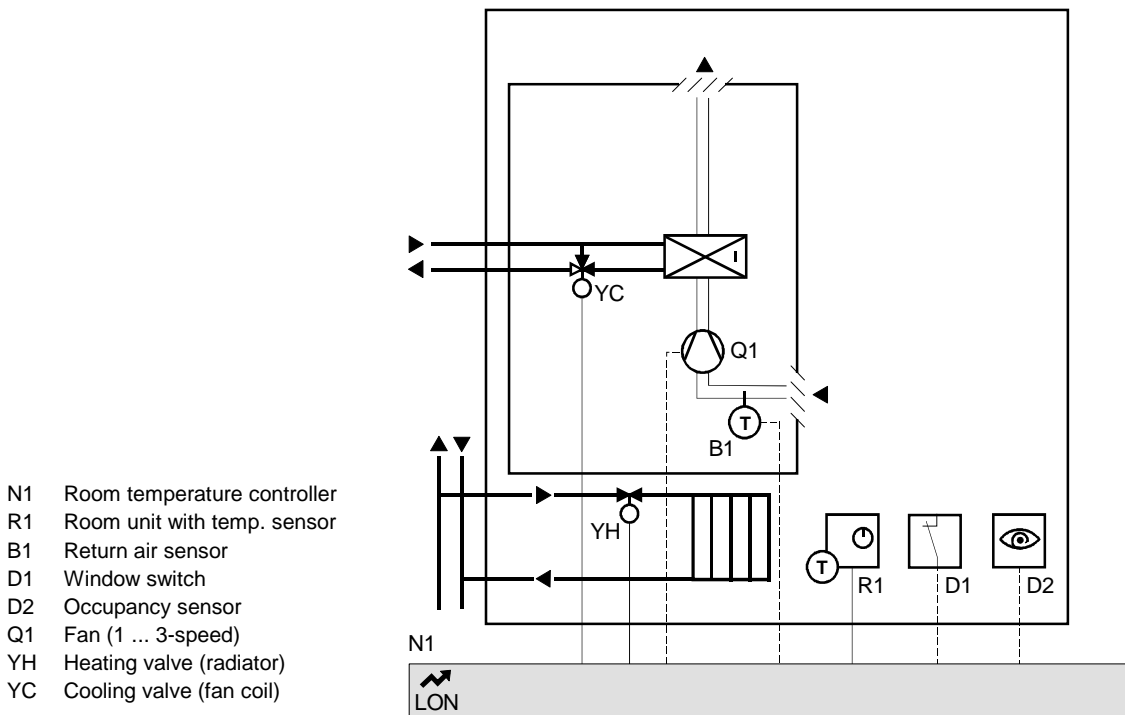 YC
Q1
T
B1
YH
T
R1
D1
D2
N1
LON
N1 Room temperature controller
R1 Room unit with temp. sensor
B1 Return air sensor
D1 Window switch
D2 Occupancy sensor
Q1 Fan (1 ... 3-speed)
YH Heating valve (radiator)
YC Cooling valve (fan coil)